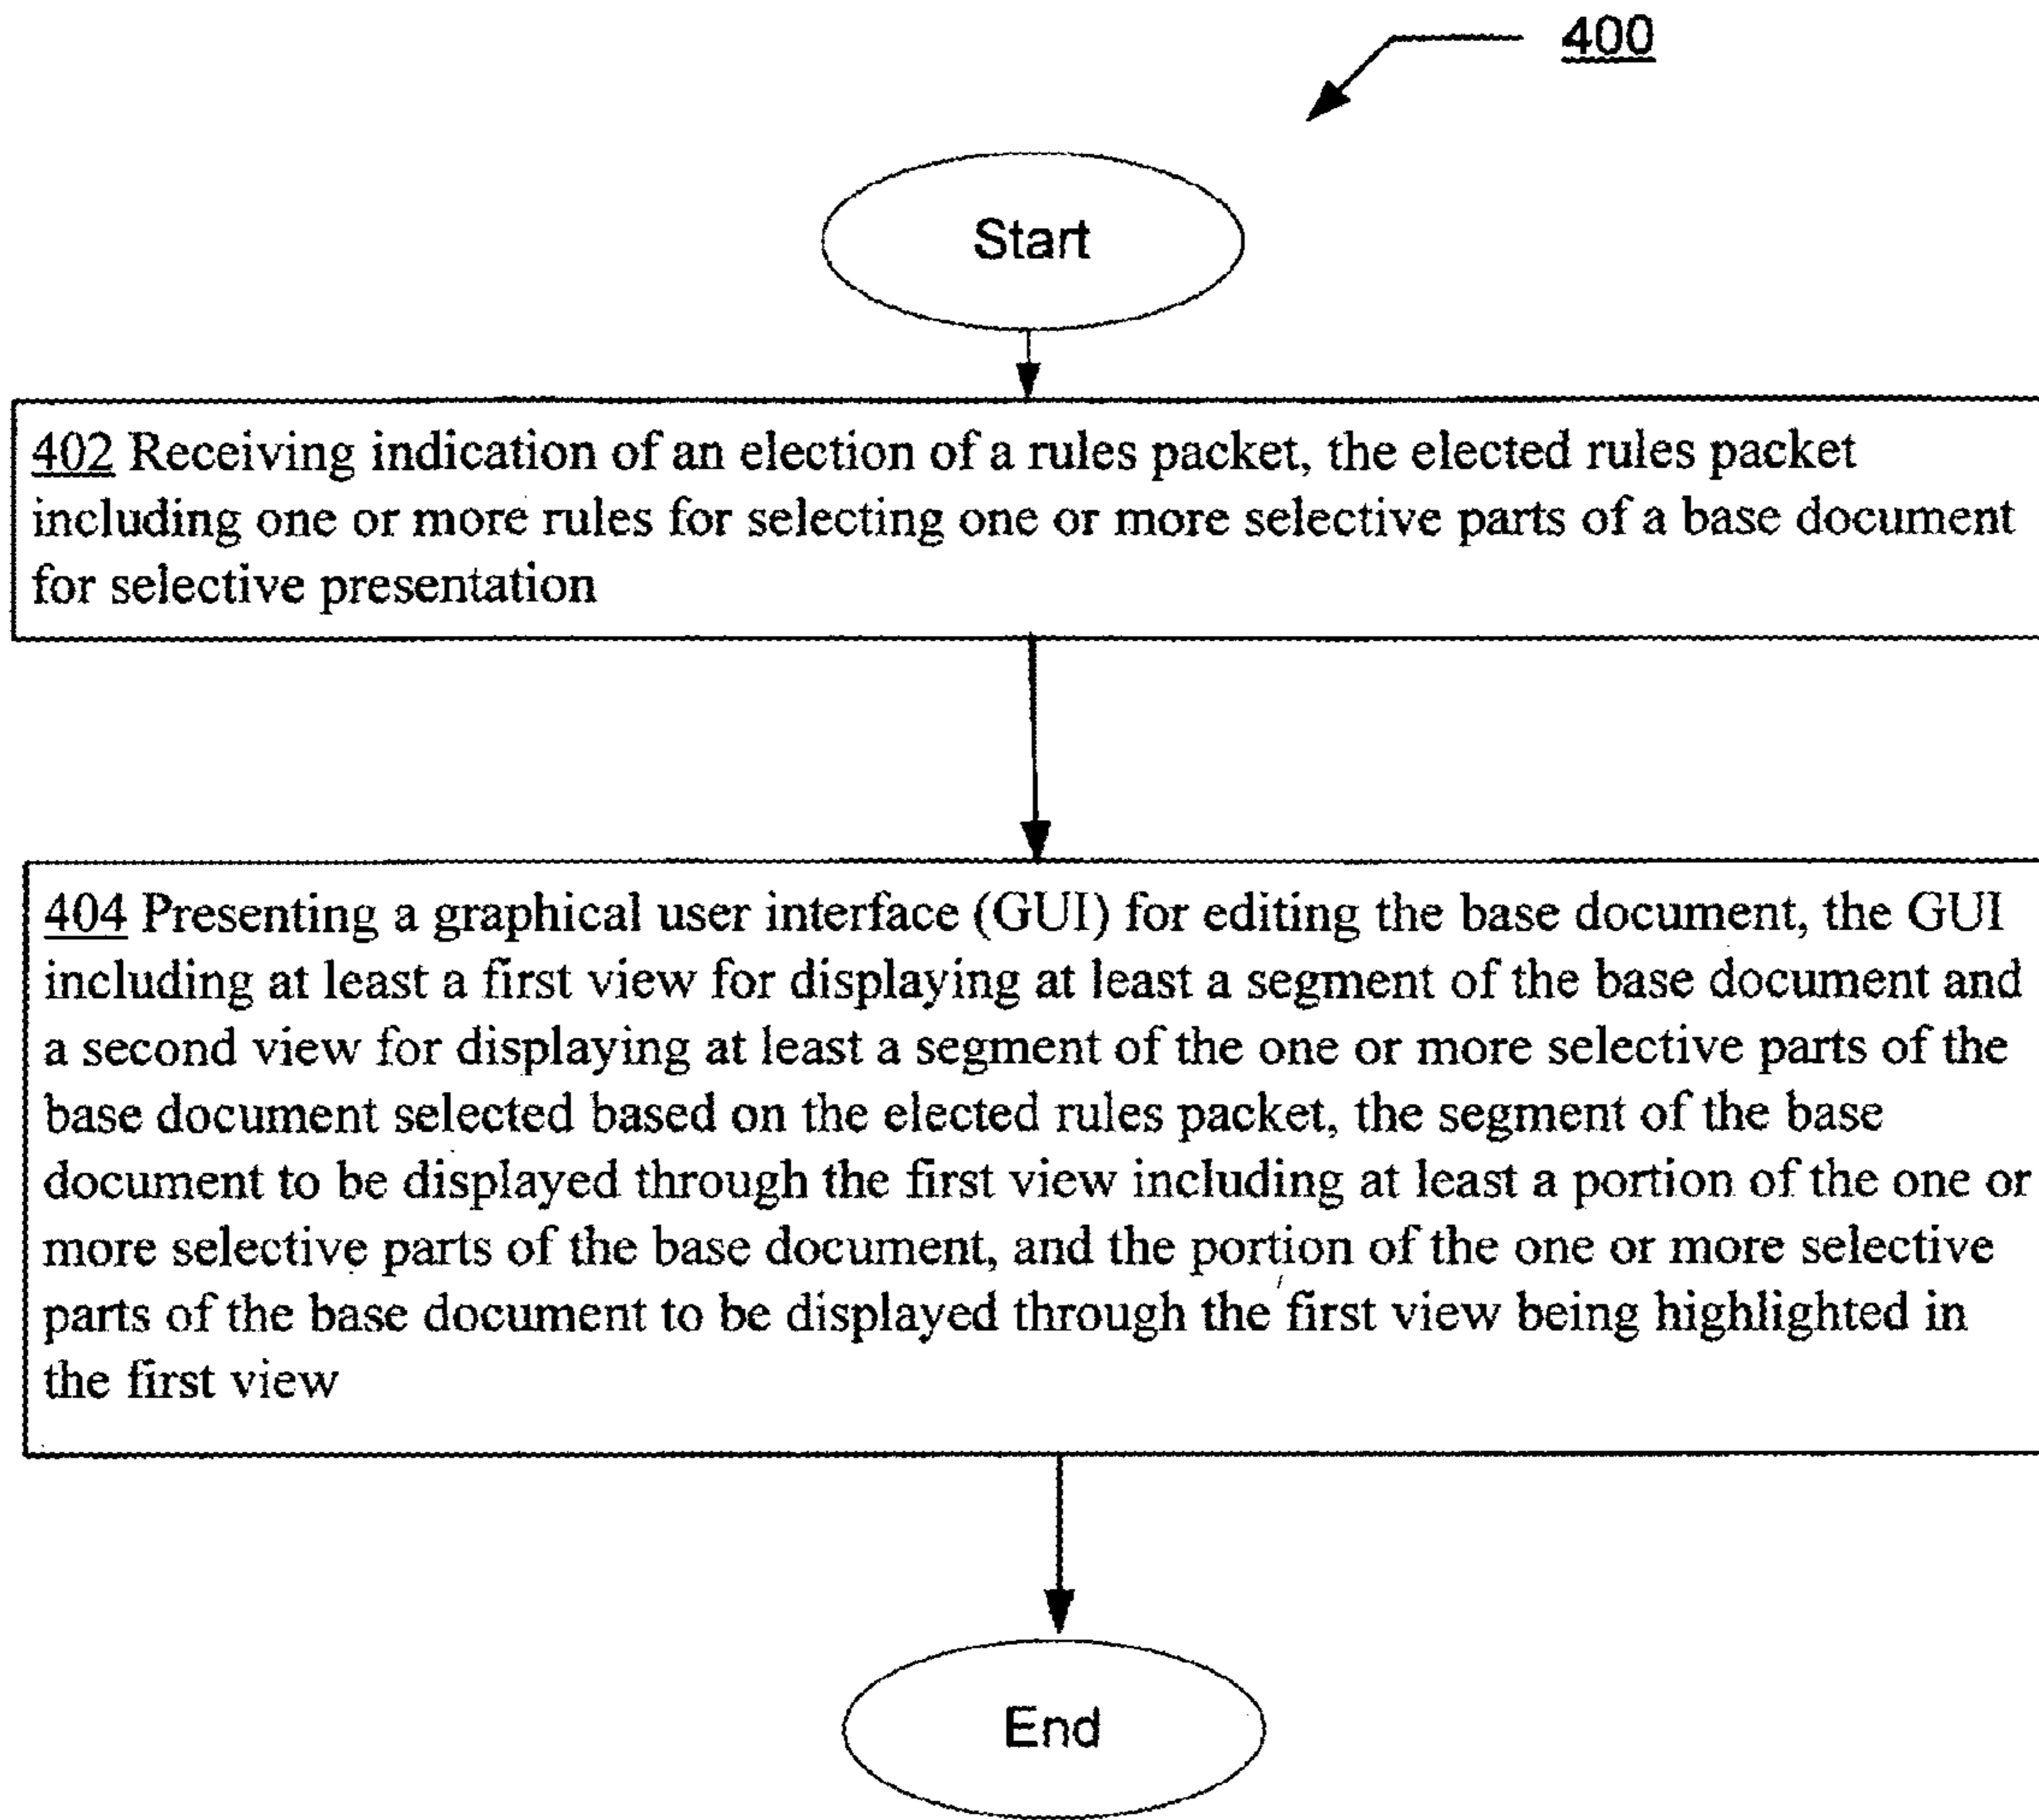 400
Start
402 Receiving indication of an election of a rules packet, the elected rules packet
including one or more rules for selecting one or more selective parts of a base document
for selective presentation
404 Presenting a graphical user interface (GUI) for editing the base document, the GUI
including at least a first view for displaying at least a segment of the base document and
a second view for displaying at least a segment of the one or more selective parts of the
base document selected based on the elected rules packet, the segment of the base
document to be displayed through the first view including at least a portion of the one or
more selective parts of the base document, and the portion of the one or more selective
parts of the base document to be displayed through the first view being highlighted in
the first view
End